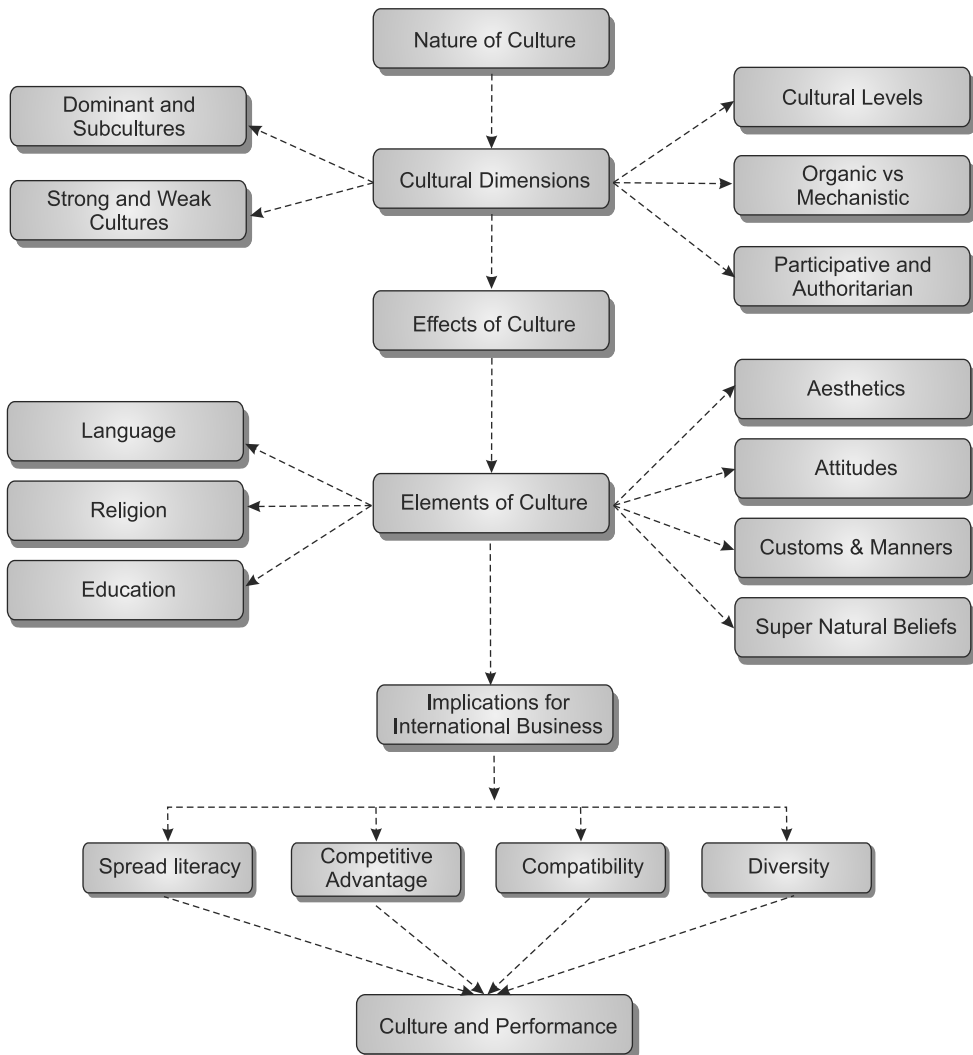 Nature of Culture
Dominant and
Subcultures
Strong and Weak
Cultures
Cultural Dimensions
Cultural Levels
Organic vs
Mechanistic
Participative and
Authoritarian
Effects of Culture
Language
Religion
Education
Elements of Culture
Aesthetics
Attitudes
Customs & Manners
Super Natural Beliefs
Implications for
International Business
Spread literacy
Competitive
Advantage
Compatibility
Diversity
Culture and Performance